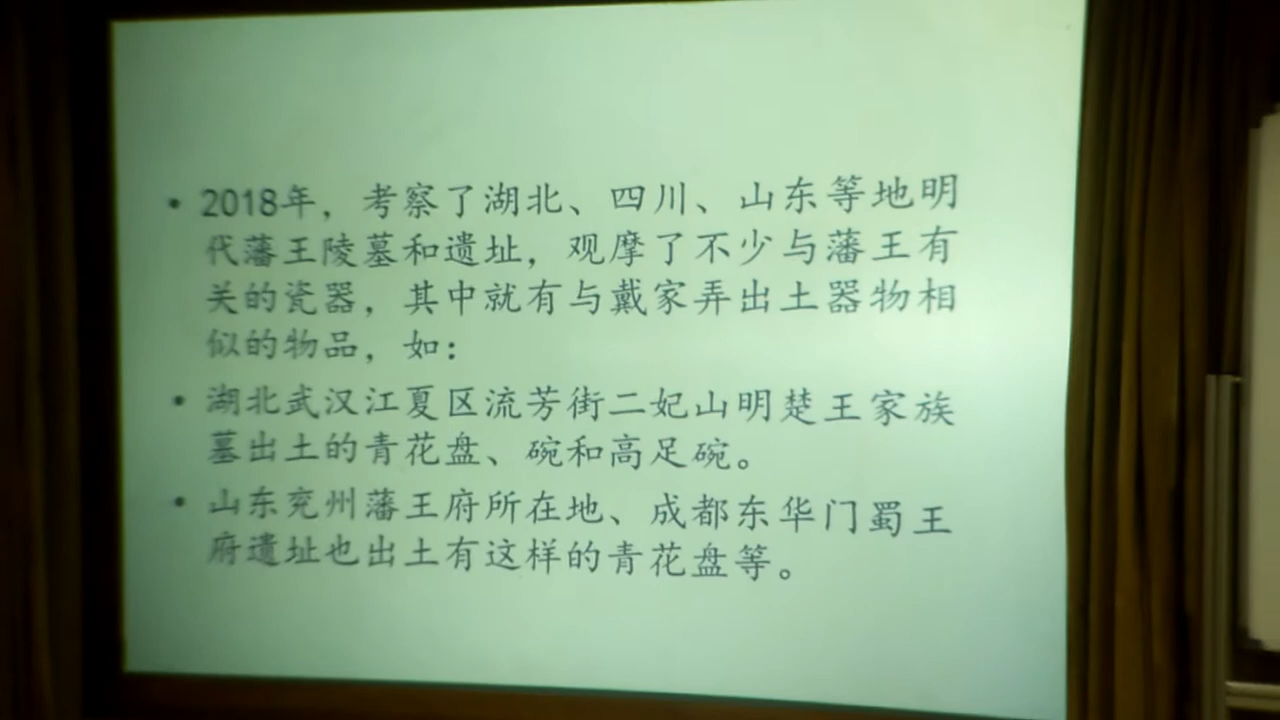 • 2018年，考察了湖北、四川、山东等地明
代藩王陵墓和遗址，观摩了不少与藩王有
关的瓷器，其中就有与戴家弄出土器物相
似的物品，如：
• 湖北武汉江夏区流芳街二妃山明楚王家族
墓出土的青花盘、碗和高足碗。
• 山东兖州藩王府所在地、成都东华门蜀王
府遗址也出土有这样的青花盘等。